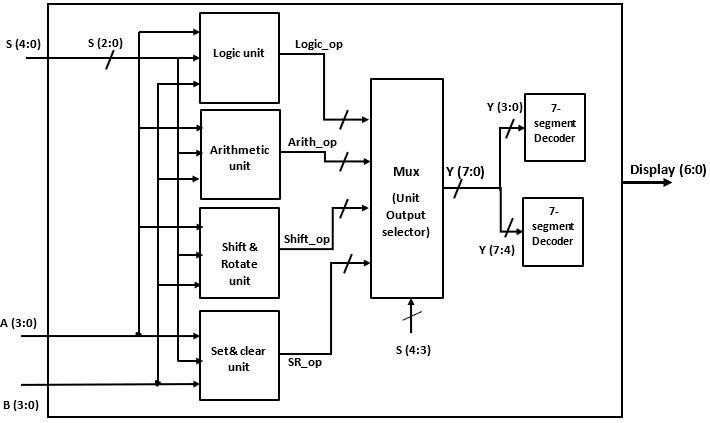 S (4:0)
S (2:0)
Logic unit
Logic_op
Arithmetic
unit
Arith_op
Shift &
Rotate
unit
Shift_op
Set& clear
unit
SR_op
A (3:0)
B (3:0)
Mux
(Unit
Output
selector)
S (4:3)
Y (7:0)
Y (3:0)
7-
segment
Decoder
Y (7:4)
7-
segment
Decoder
Display (6:0)